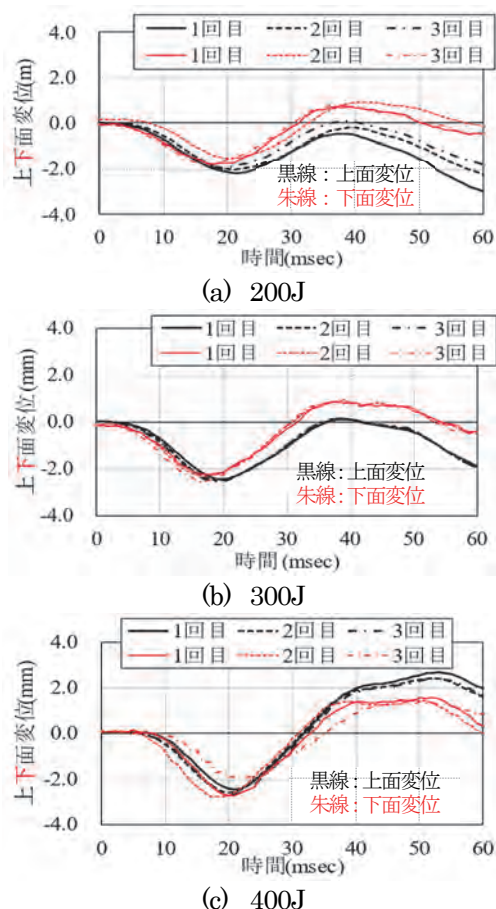 1回目 2回目 3回目
1回目 2回目 3回目
4.0
2.0
0.0
-2.0
-4.0
上下面変位(m)
黒線：上面変位
朱線：下面変位
0 10 20 30 40 50 60
時間(msec)
(a) 200J
1回目 2回目 3回目
1回目 2回目 3回目
4.0
2.0
0.0
-2.0
-4.0
上下面変位(mm)
黒線：上面変位
朱線：下面変位
0 10 20 30 40 50 60
時間(msec)
(b) 300J
1回目 2回目 3回目
1回目 2回目 3回目
4.0
2.0
0.0
-2.0
-4.0
上下面変位(mm)
黒線：上面変位
朱線：下面変位
0 10 20 30 40 50 60
時間(msec)
(c) 400J